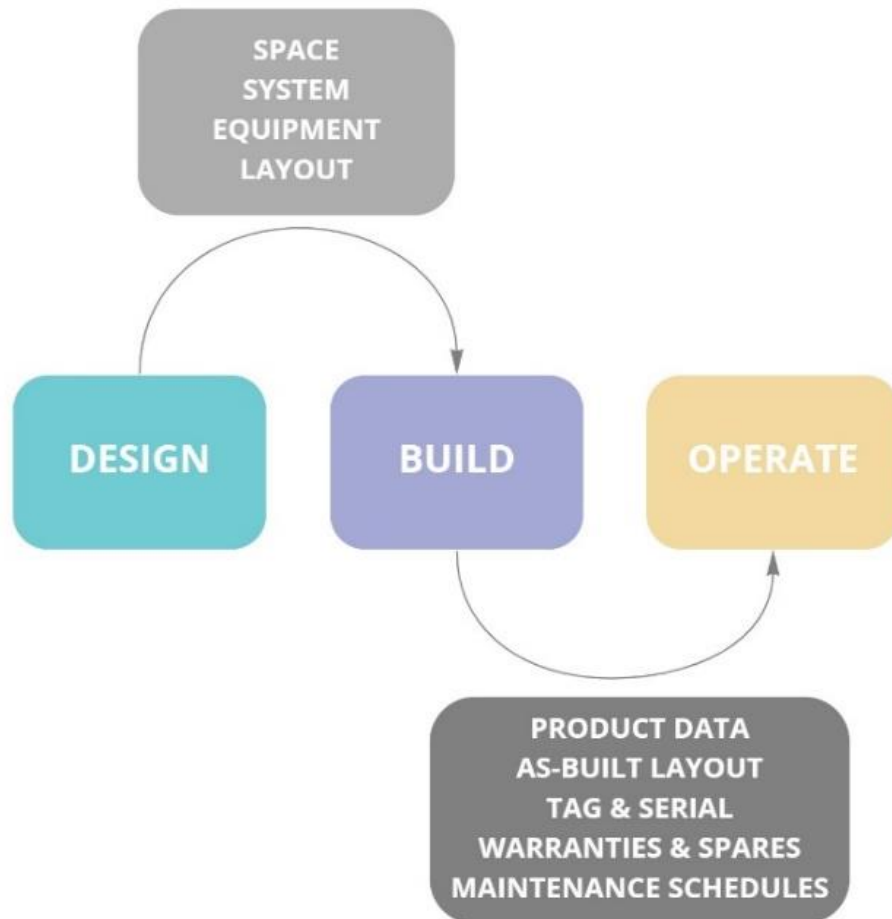 SPACE
SYSTEM
EQUIPMENT
LAYOUT
DESIGN
BUILD
OPERATE
PRODUCT DATA
AS-BUILT LAYOUT
TAG & SERIAL
WARRANTIES & SPARES
MAINTENANCE SCHEDULES